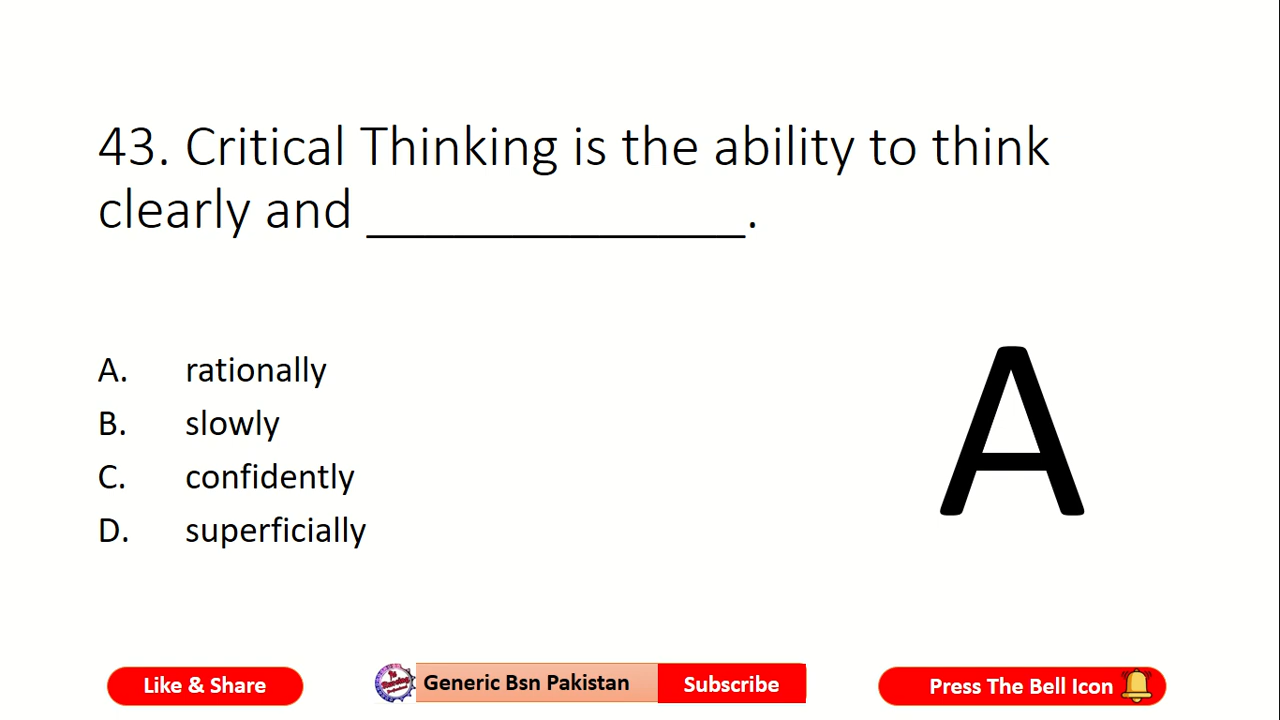 43. Critical Thinking is the ability to think
clearly and ______________.
A. rationally
B. slowly
C. confidently
D. superficially
A
Like & Share
Generic Bsn Pakistan
Subscribe
Press The Bell Icon